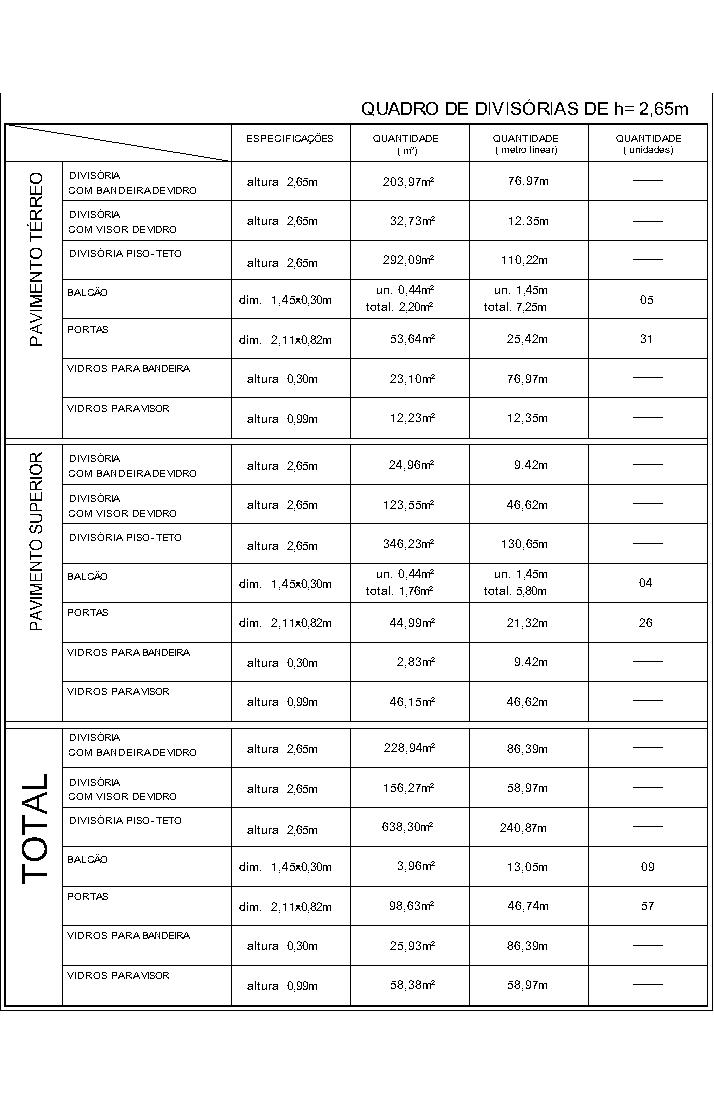 QUADRO DE DIVISÓRIAS DE h= 2,65m
ESPECIFICAÇÕES QUANTIDADE QUANTIDADE QUANTIDADE
( m²) ( metro linear) ( unidades)
PAVIMENTO TÉRREO
DIVISÓRIA
COM BANDEIRA DE VIDRO altura 2,65m 203,97m² 76,97m ——
DIVISÓRIA
COM VISOR DE VIDRO altura 2,65m 32,73m² 12.35m ——
DIVISÓRIA PISO-TETO altura 2,65m 292,09m² 110,22m ——
BALCÃO dim. 1,45x0,30m un. 0,44m² un. 1,45m 05
total. 2,20m² total. 7,25m
PORTAS dim. 2,11x0,82m 53,64m² 25,42m 31
VIDROS PARA BANDEIRA altura 0,30m 23,10m² 76,97m ——
VIDROS PARA VISOR altura 0,99m 12,23m² 12,35m ——
PAVIMENTO SUPERIOR
DIVISÓRIA
COM BANDEIRA DE VIDRO altura 2,65m 24,96m² 9.42m ——
DIVISÓRIA
COM VISOR DE VIDRO altura 2,65m 123,55m² 46,62m ——
DIVISÓRIA PISO-TETO altura 2,65m 346,23m² 130,65m ——
BALCÃO dim. 1,45x0,30m un. 0,44m² un. 1,45m 04
total. 1,76m² total. 5,80m
PORTAS dim. 2,11x0,82m 44,99m² 21,32m 26
VIDROS PARA BANDEIRA altura 0,30m 2,83m² 9.42m ——
VIDROS PARA VISOR altura 0,99m 46,15m² 46,62m ——
TOTAL
DIVISÓRIA
COM BANDEIRA DE VIDRO altura 2,65m 228,94m² 86,39m ——
DIVISÓRIA
COM VISOR DE VIDRO altura 2,65m 156,27m² 58,97m ——
DIVISÓRIA PISO-TETO altura 2,65m 638,30m² 240,87m ——
BALCÃO dim. 1,45x0,30m 3,96m² 13,05m 09
PORTAS dim. 2,11x0,82m 98,63m² 46,74m 57
VIDROS PARA BANDEIRA altura 0,30m 25,93m² 86,39m ——
VIDROS PARA VISOR altura 0,99m 58,38m² 58,97m ——